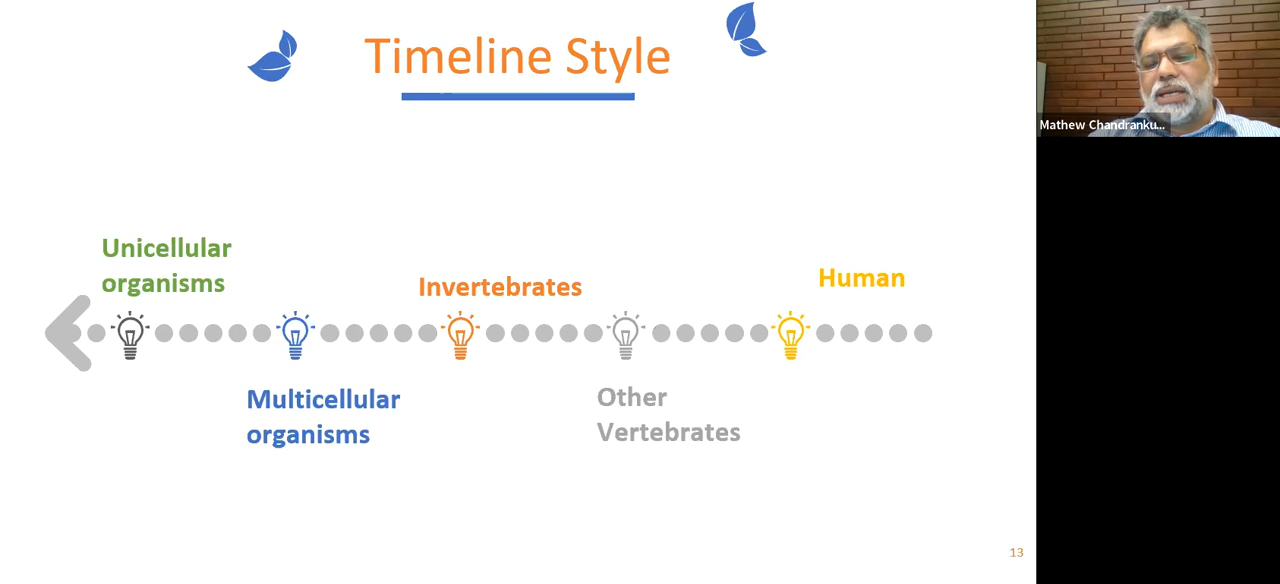 Timeline Style
Mathew Chandranku...
Unicellular
organisms
Invertebrates
Human
Multicellular
organisms
Other
Vertebrates
13